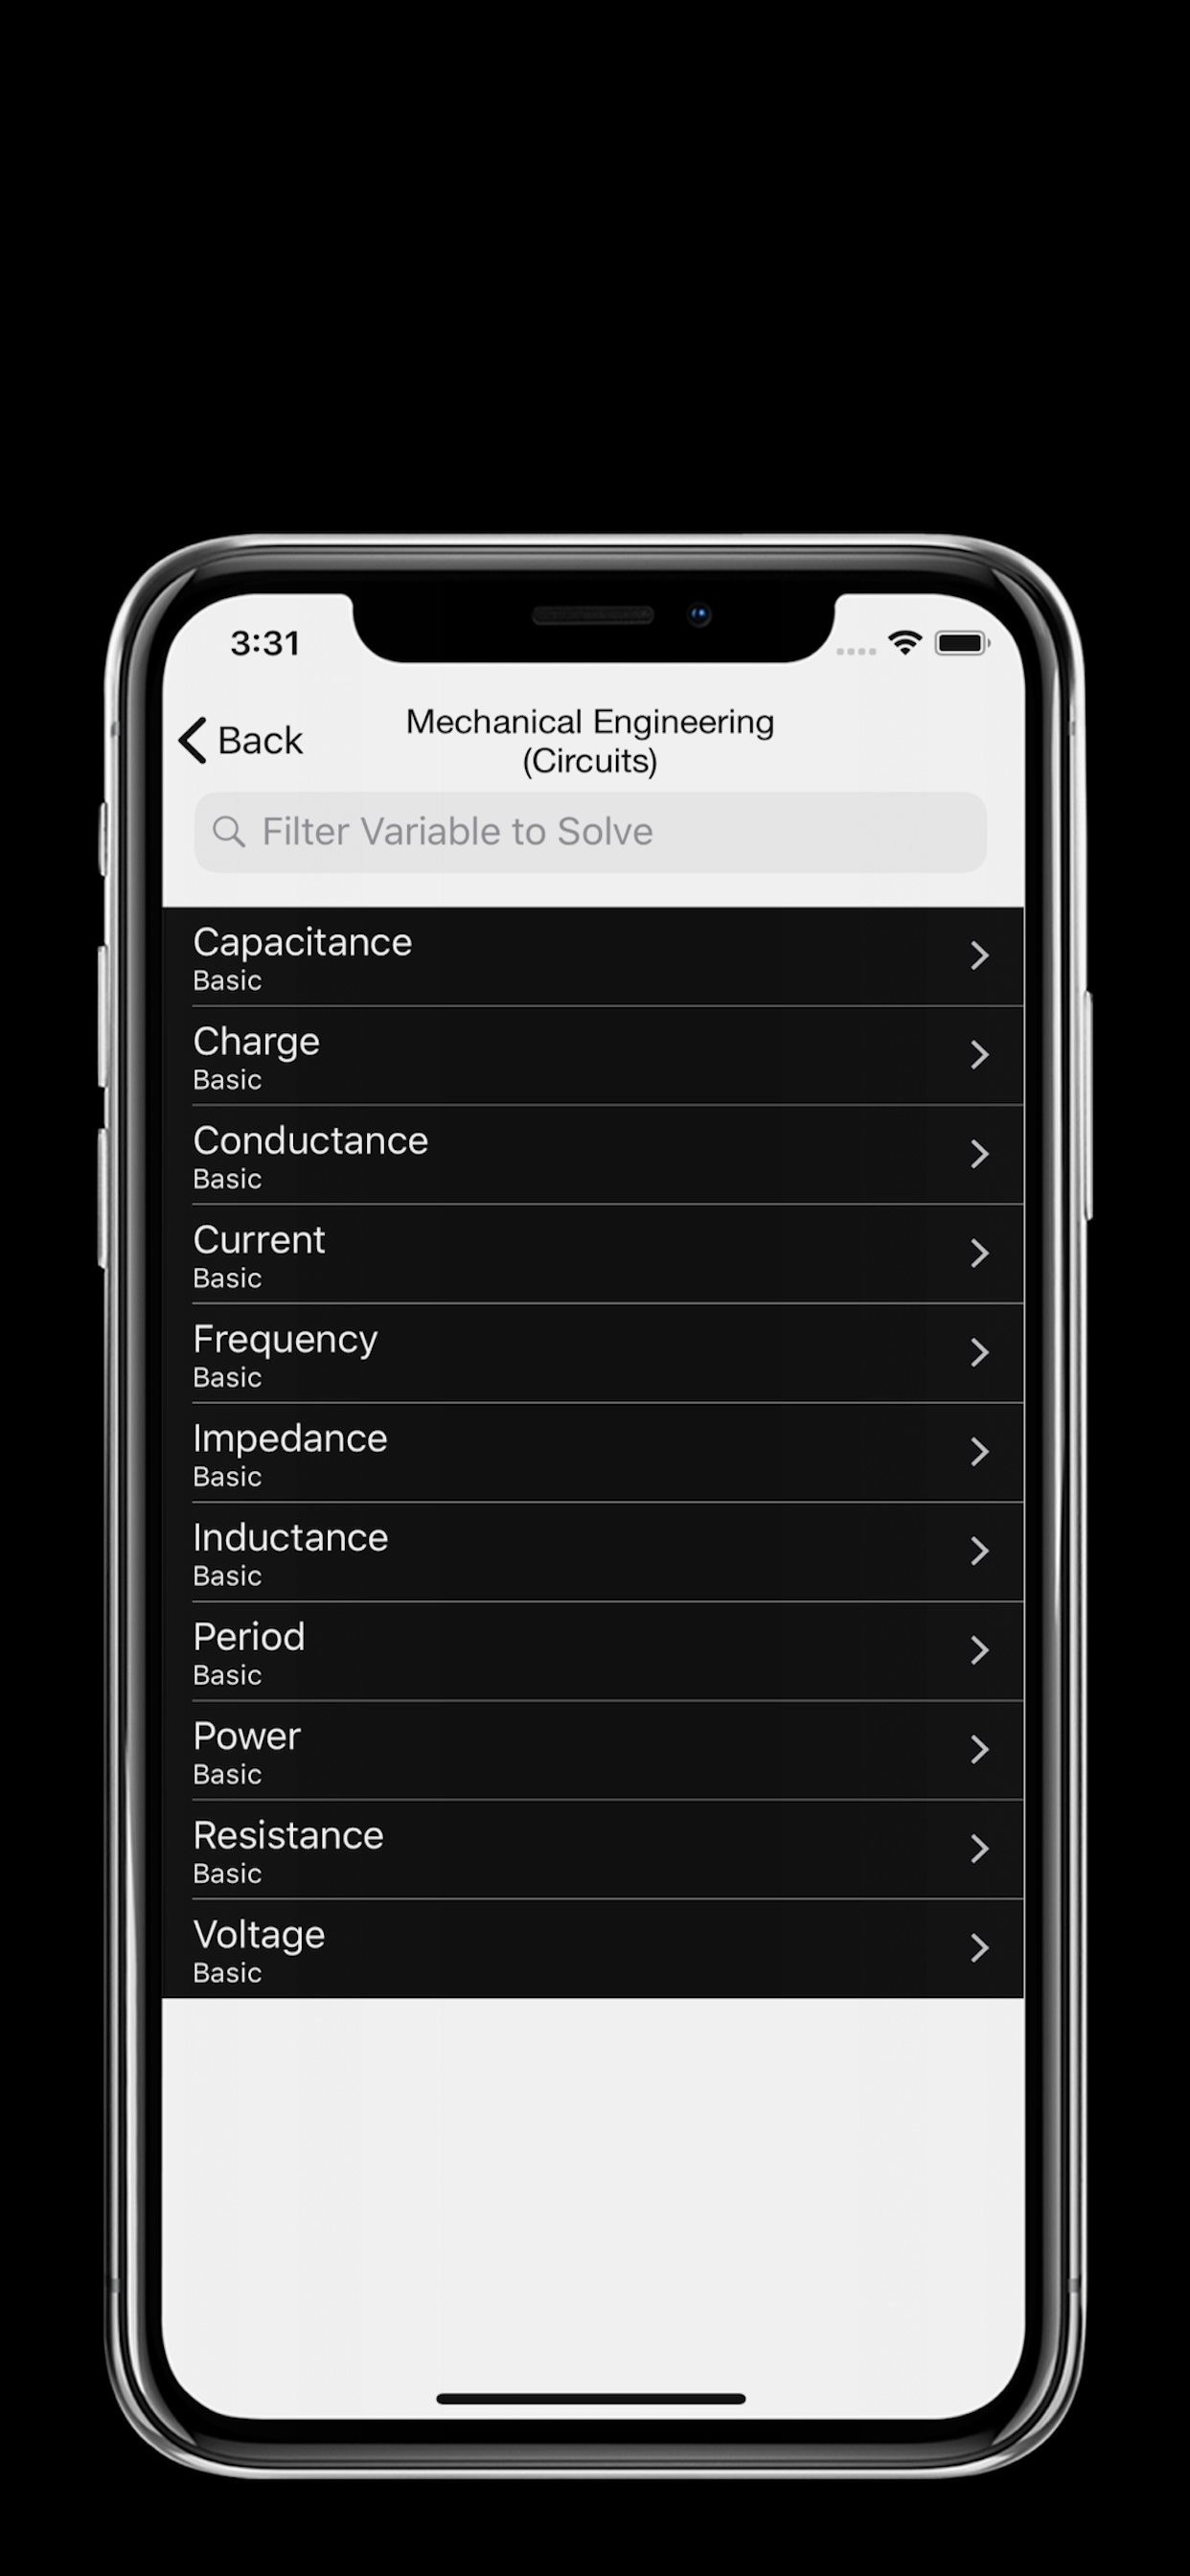 3:31
Back
Mechanical Engineering
(Circuits)
Filter Variable to Solve
Capacitance
Basic
Charge
Basic
Conductance
Basic
Current
Basic
Frequency
Basic
Impedance
Basic
Inductance
Basic
Period
Basic
Power
Basic
Resistance
Basic
Voltage
Basic